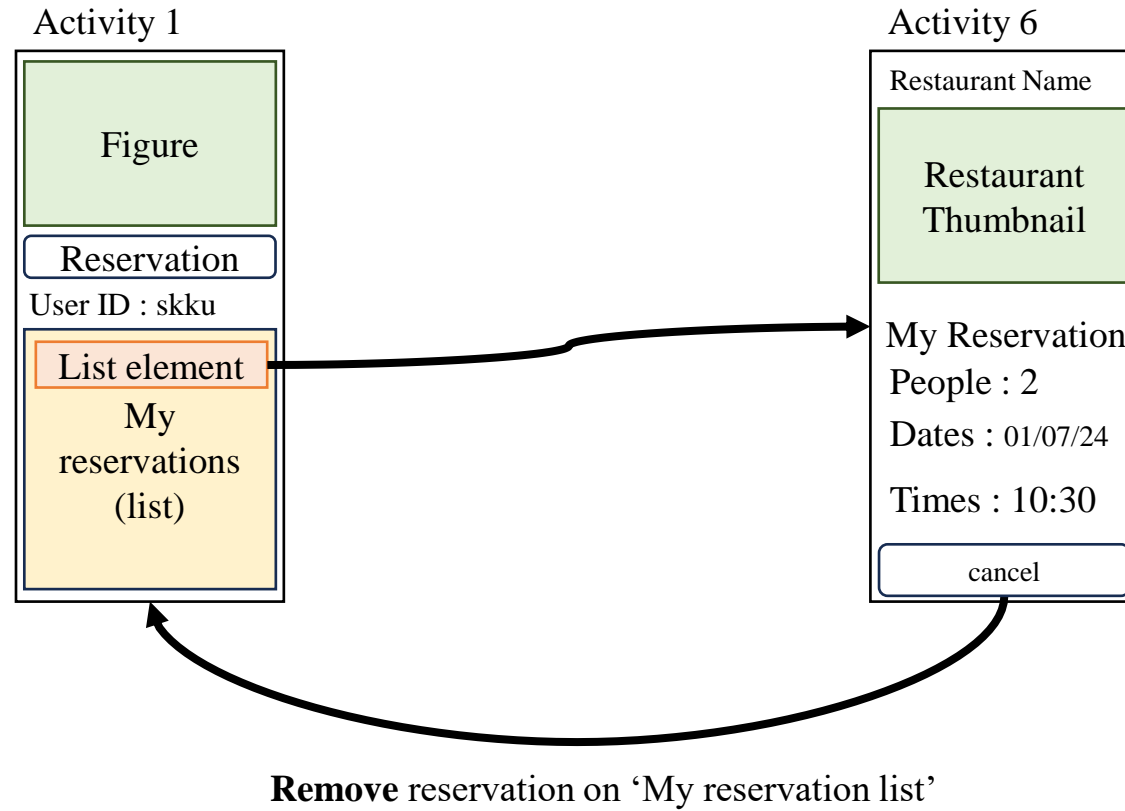 Activity 1
Figure
Reservation
User ID : skku
List element
My
reservations
(list)
Activity 6
Restaurant Name
Restaurant
Thumbnail
My Reservation
People : 2
Dates : 01/07/24
Times : 10:30
cancel
Remove reservation on ‘My reservation list’